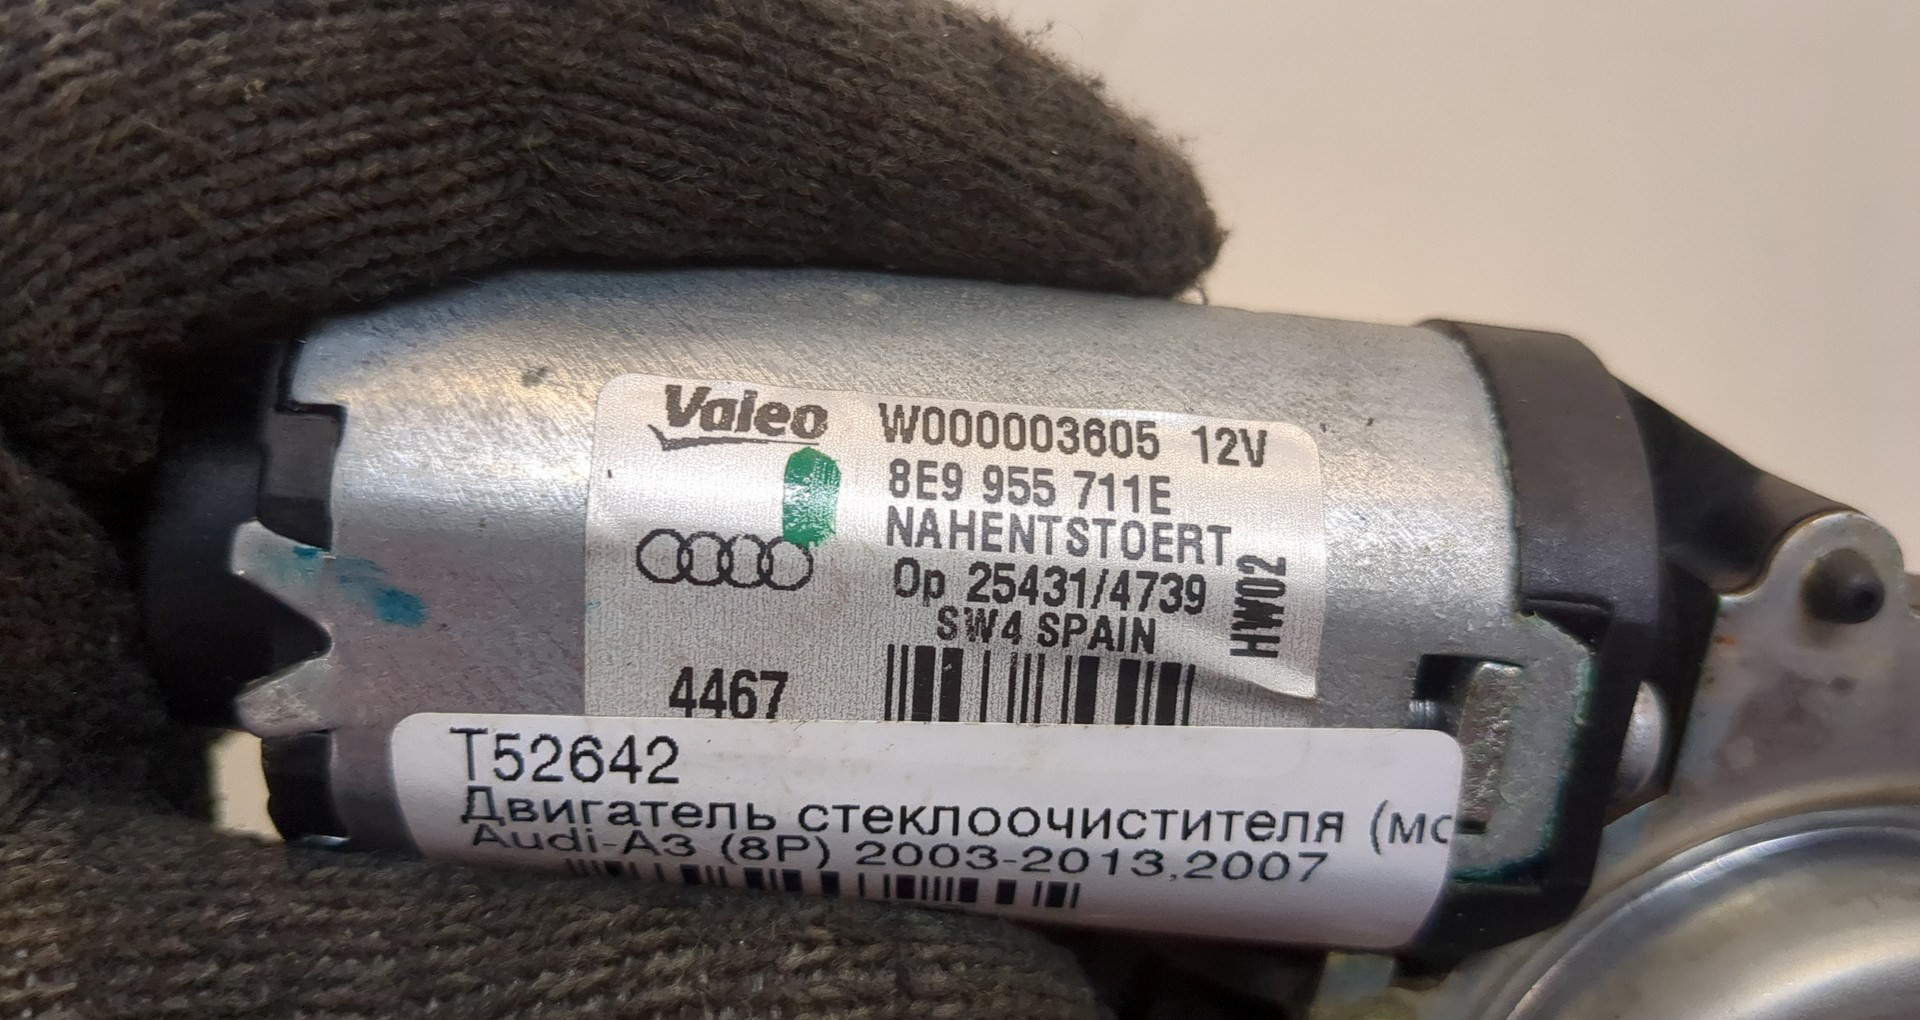 Valeo W000003605 12V
8E9 955 711E
NAHENTSTOERT
Op 25431/4739
SW4 SPAIN
HW02
4467
T52642
Двигатель стеклоочистителя (мо
Audi-A3 (8P) 2003-2013,2007